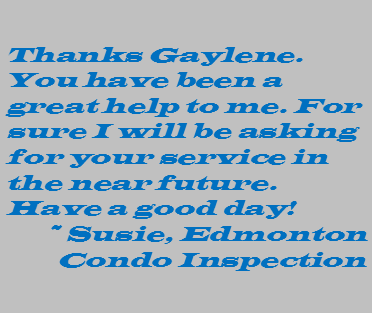 Thanks Gaylene.
You have been a
great help to me. For
sure I will be asking
for your service in
the near future.
Have a good day!
~ Susie, Edmonton
Condo Inspection